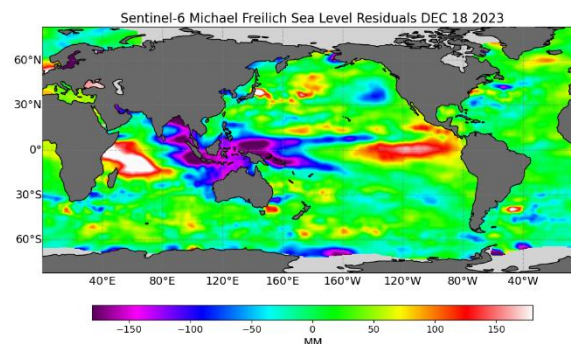 Sentinel-6 Michael Freilich Sea Level Residuals DEC 18 2023
60°N
30°N
0°
30°S
60°S
40°E 80°E 120°E 160°E 160°W 120°W 80°W 40°W
−150 −100 −50 0 50 100 150
MM